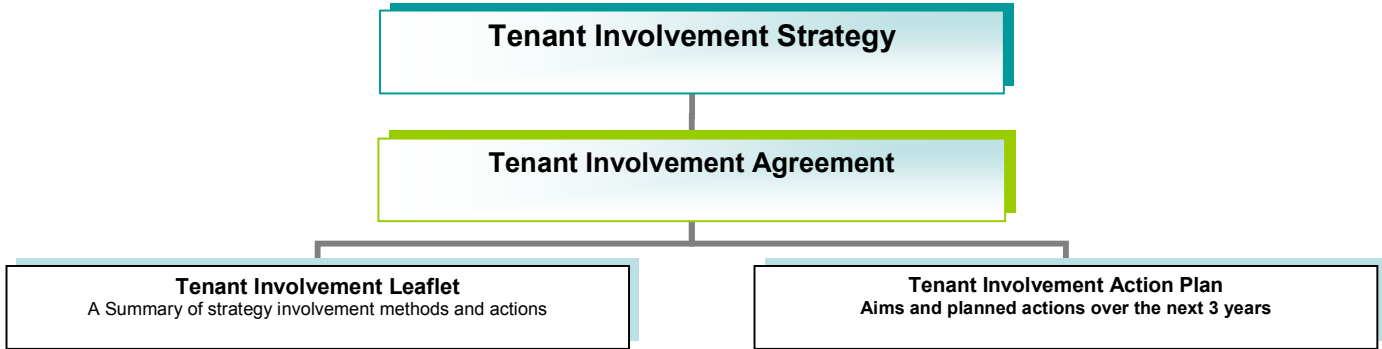 Tenant Involvement Strategy
Tenant Involvement Agreement
Tenant Involvement Leaflet
A Summary of strategy involvement methods and actions
Tenant Involvement Action Plan
Aims and planned actions over the next 3 years